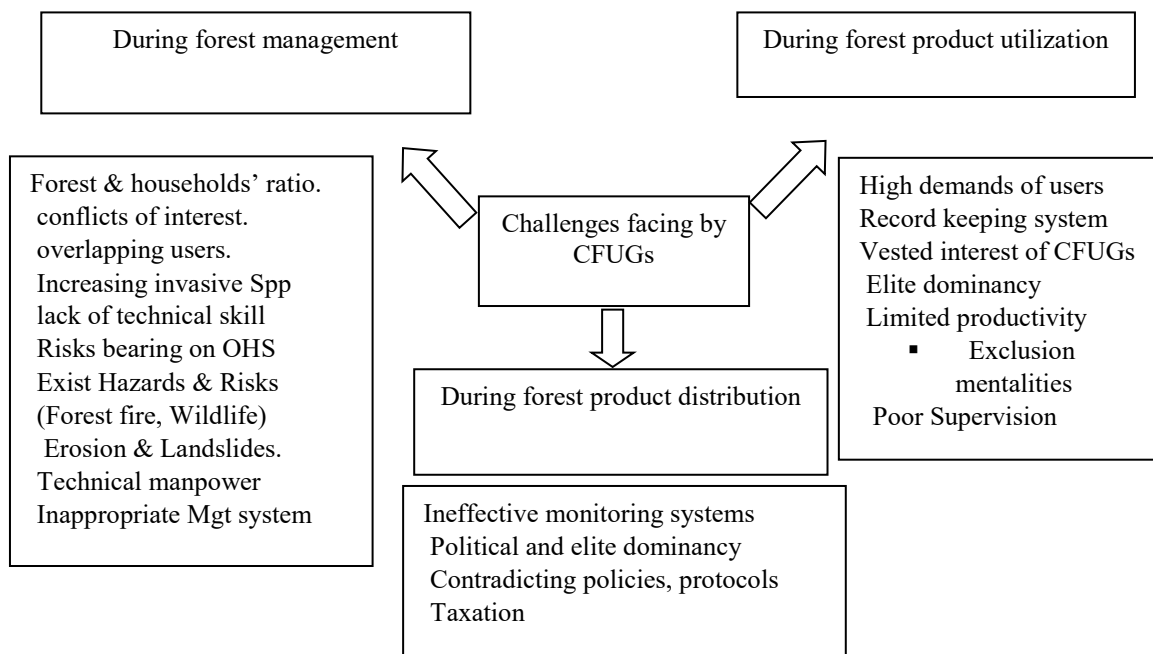 During forest management
During forest product utilization
Challenges facing by
CFUGs
Forest & households’ ratio.
conflicts of interest.
overlapping users.
Increasing invasive Spp
lack of technical skill
Risks bearing on OHS
Exist Hazards & Risks
(Forest fire, Wildlife)
Erosion & Landslides.
Technical manpower
Inappropriate Mgt system
High demands of users
Record keeping system
Vested interest of CFUGs
Elite dominancy
Limited productivity
▪ Exclusion
mentalities
Poor Supervision
During forest product distribution
Ineffective monitoring systems
Political and elite dominancy
Contradicting policies, protocols
Taxation